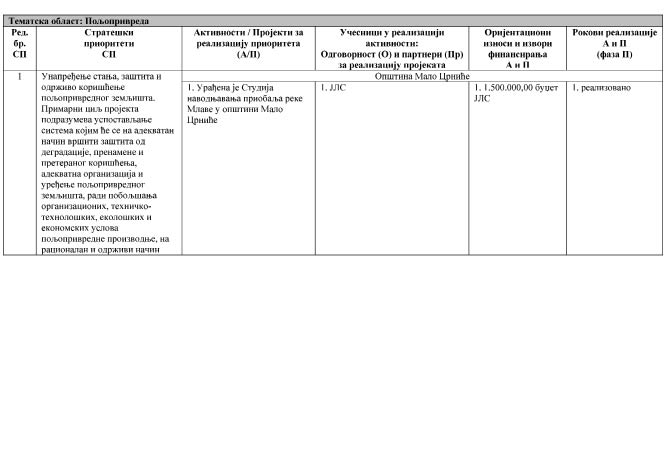 Тематска област: Пољопривреда
Ред. бр. СП
Стратешки приоритети СП
Активности / Пројекти за реализацију приоритета (А/П)
Учесници у реализацији активности: Одговорност (О) и партнери (Пр) за реализацију пројеката
Оријентациони износи и извори финансирања А и П
Рокови реализације А и П (фаза П)
1
Унапређење стања, заштита и
одрживо коришћење
пољопривредног земљишта.
Примарни циљ пројекта
подразумева успостављање
система којим ће се на адекватан
начин вршити заштита од
деградације, пренамене и
претераног коришћења,
адекватна организација и
уређење пољопривредног
земљишта, ради побољшања
организационих, техничко-
технолошких, еколошких и
економских услова
пољопривредне производње, на
рационалан и одрживи начин
Општина Мало Црниће
1. Урађена је Студија
наводњавања приобаља реке
Млаве у општини Мало
Црниће
1. ЈЛС
1. 1.500.000,00 буџет
ЈЛС
1. реализовано